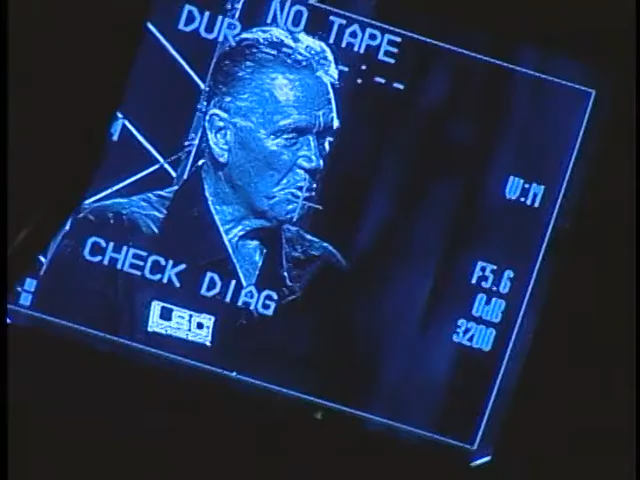 NO TAPE
DUR -:--
W:M
CHECK DIAG
F5.6
0dB
3200